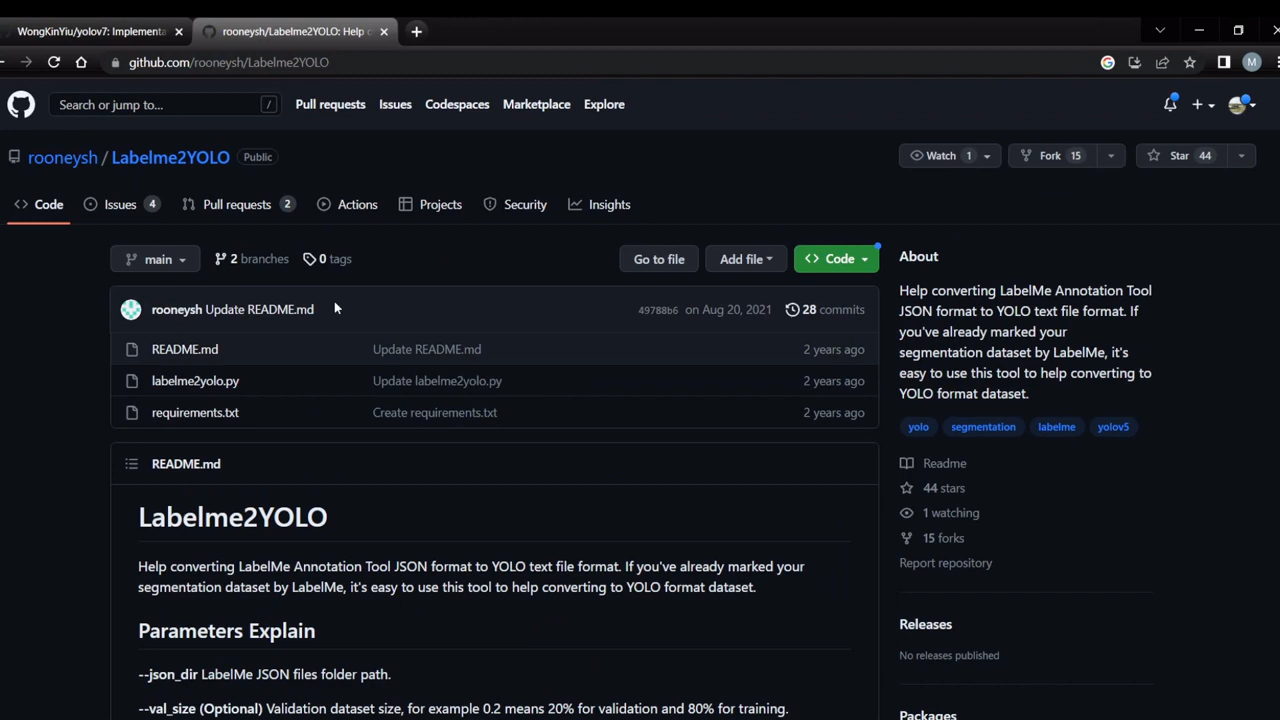 WongKinYiu/yolov7: Implementa
rooneysh/Labelme2YOLO: Help c
github.com/rooneysh/Labelme2YOLO
M
Search or jump to...
/
Pull requests
Issues
Codespaces
Marketplace
Explore
rooneysh / Labelme2YOLO
Public
Watch 1
Fork 15
Star 44
Code
Issues 4
Pull requests 2
Actions
Projects
Security
Insights
main
2 branches
0 tags
Go to file
Add file
Code
rooneysh Update README.md
49788b6 on Aug 20, 2021
28 commits
README.md
Update README.md
2 years ago
labelme2yolo.py
Update labelme2yolo.py
2 years ago
requirements.txt
Create requirements.txt
2 years ago
README.md
Labelme2YOLO
Help converting LabelMe Annotation Tool JSON format to YOLO text file format. If you've already marked your
segmentation dataset by LabelMe, it's easy to use this tool to help converting to YOLO format dataset.
Parameters Explain
--json_dir LabelMe JSON files folder path.
--val_size (Optional) Validation dataset size, for example 0.2 means 20% for validation and 80% for training.
About
Help converting LabelMe Annotation Tool
JSON format to YOLO text file format. If
you've already marked your
segmentation dataset by LabelMe, it's
easy to use this tool to help converting to
YOLO format dataset.
yolo
segmentation
labelme
yolov5
Readme
44 stars
1 watching
15 forks
Report repository
Releases
No releases published
Packages